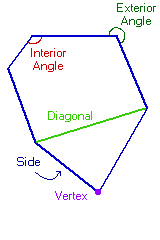 Exterior
Angle
Interior
Angle
Diagonal
Side
Vertex